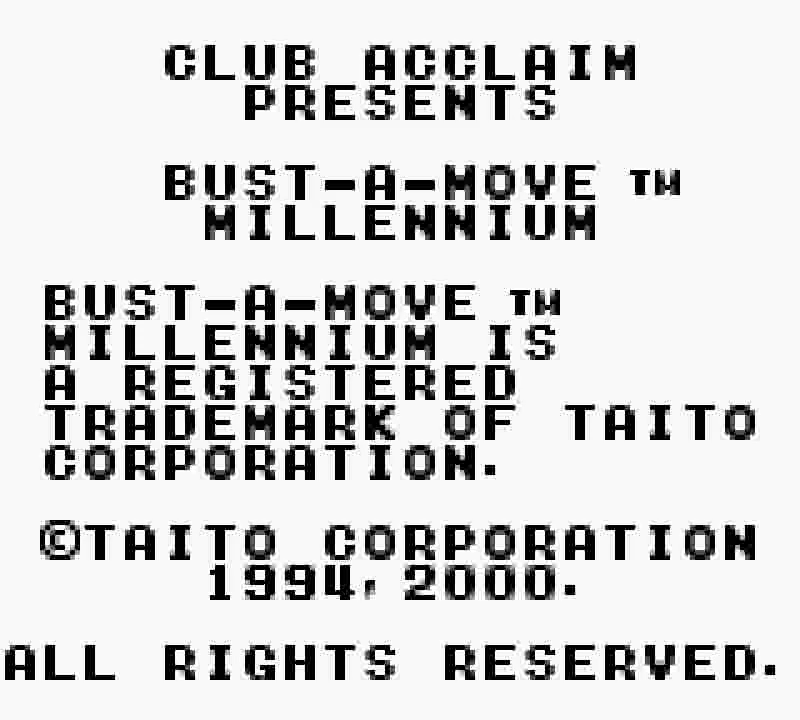 CLUB ACCLAIM
PRESENTS
BUST-A-MOVE ™
MILLENNIUM
BUST-A-MOVE ™
MILLENNIUM IS
A REGISTERED
TRADEMARK OF TAITO
CORPORATION.
©TAITO CORPORATION
1994, 2000.
ALL RIGHTS RESERVED.